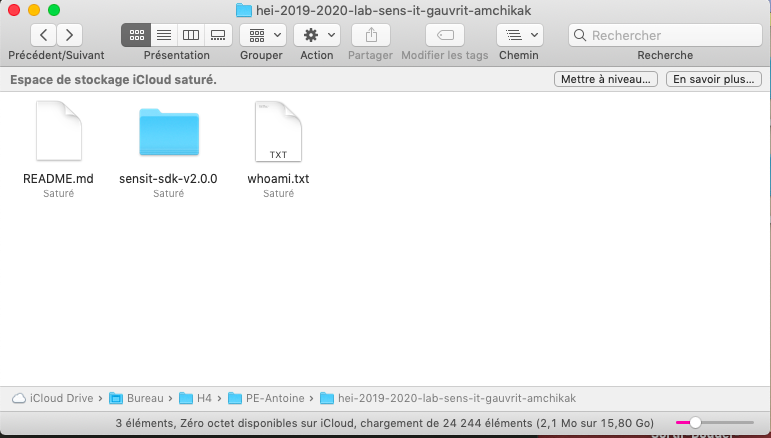 hei-2019-2020-lab-sens-it-gauvrit-amchikak
Précédent/Suivant Présentation Grouper Action Partager Modifier les tags Chemin Rechercher Recherche
Espace de stockage iCloud saturé. Mettre à niveau... En savoir plus...
TXT
README.md sensit-sdk-v2.0.0 whoami.txt
Saturé Saturé Saturé
iCloud Drive › Bureau › H4 › PE-Antoine › hei-2019-2020-lab-sens-it-gauvrit-amchikak
3 éléments, Zéro octet disponibles sur iCloud, chargement de 24 244 éléments (2,1 Mo sur 15,80 Go)